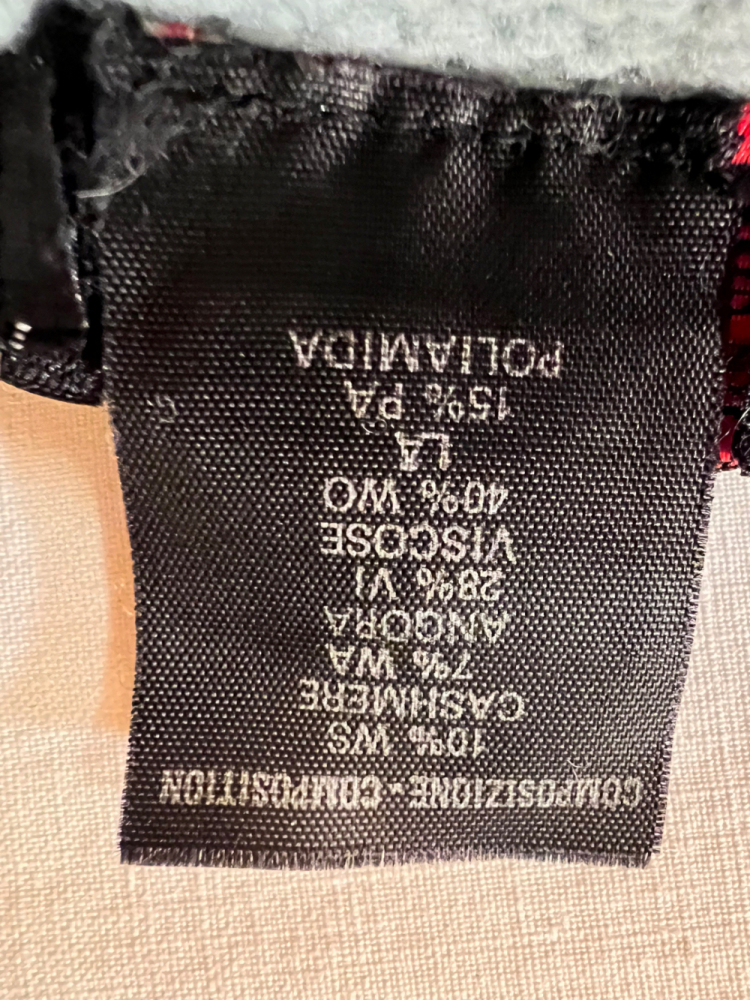 COMPOSIZIONE • COMPOSITION
10% WS
CASHMERE
7% WA
ANGORA
28% VI
VISCOSE
40% WO
LA
15% PA
POLIAMIDA